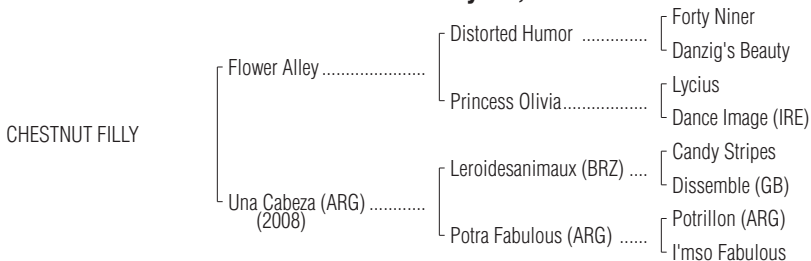 Forty Niner
Distorted Humor ..............
Danzig's Beauty
Flower Alley ......................
Lycius
Princess Olivia..................
Dance Image (IRE)
CHESTNUT FILLY
Candy Stripes
Leroidesanimaux (BRZ) ....
Dissemble (GB)
Una Cabeza (ARG) ............
(2008)
Potrillon (ARG)
Potra Fabulous (ARG) ......
I'mso Fabulous